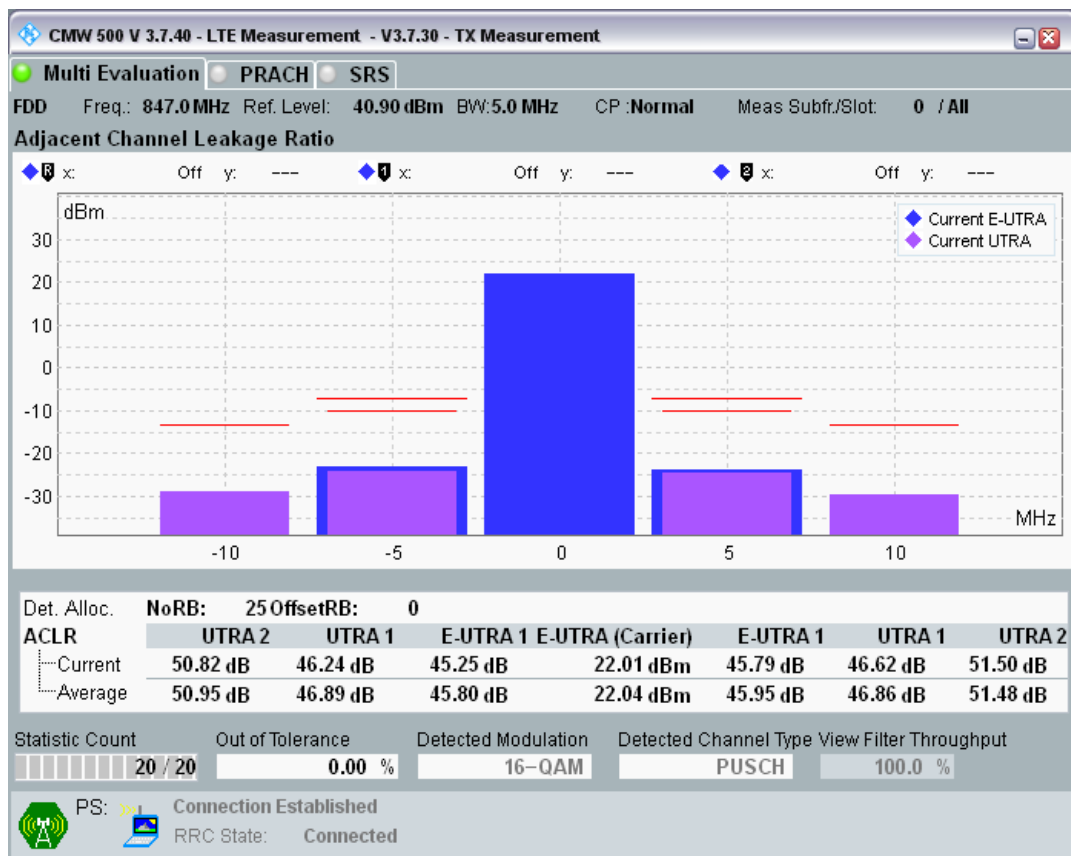 CMW 500 V 3.7.40 - LTE Measurement - V3.7.30 - TX Measurement
Multi Evaluation PRACH SRS
FDD Freq.: 847.0 MHz Ref. Level: 40.90 dBm BW:5.0 MHz CP :Normal Meas Subfr./Slot: 0 / All
Adjacent Channel Leakage Ratio
R x: Off y: --- 1 x: Off y: --- 2 x: Off y: ---
dBm
Current E-UTRA
Current UTRA
30
20
10
0
-10
-20
-30
MHz
-10 -5 0 5 10
Det. Alloc. NoRB: 25 OffsetRB: 0
ACLR UTRA 2 UTRA 1 E-UTRA 1 E-UTRA (Carrier) E-UTRA 1 UTRA 1 UTRA 2
Current 50.82 dB 46.24 dB 45.25 dB 22.01 dBm 45.79 dB 46.62 dB 51.50 dB
Average 50.95 dB 46.89 dB 45.80 dB 22.04 dBm 45.95 dB 46.86 dB 51.48 dB
Statistic Count Out of Tolerance Detected Modulation Detected Channel Type View Filter Throughput
20 / 20 0.00 % 16-QAM PUSCH 100.0 %
PS: Connection Established
RRC State: Connected